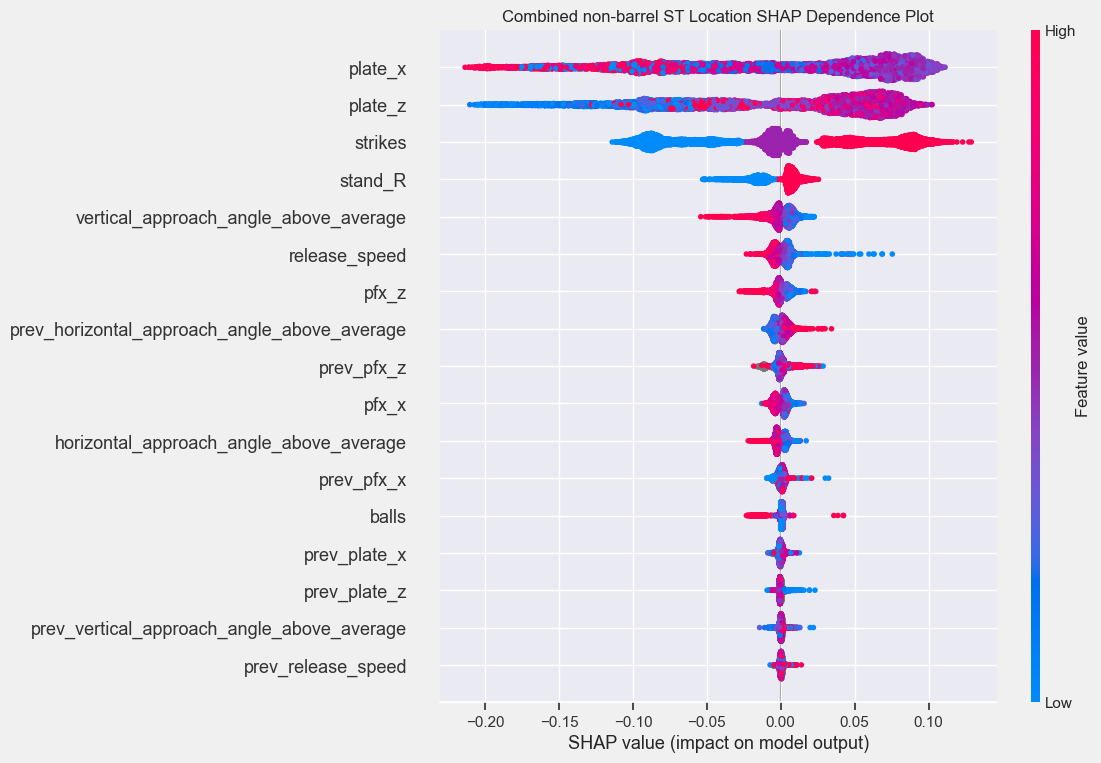 Combined non-barrel ST Location SHAP Dependence Plot
High
plate_x
plate_z
strikes
stand_R
vertical_approach_angle_above_average
release_speed
pfx_z
prev_horizontal_approach_angle_above_average
prev_pfx_z
pfx_x
horizontal_approach_angle_above_average
prev_pfx_x
balls
prev_plate_x
prev_plate_z
prev_vertical_approach_angle_above_average
prev_release_speed
Feature value
Low
−0.20 −0.15 −0.10 −0.05 0.00 0.05 0.10
SHAP value (impact on model output)